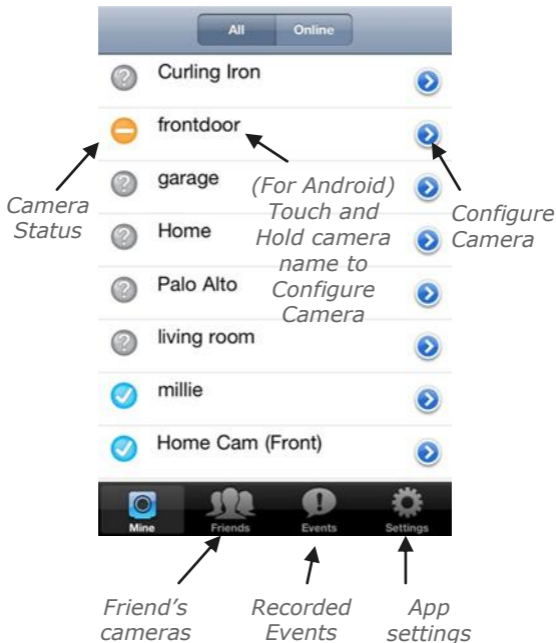 All Online
Curling Iron
frontdoor
garage
Home
Palo Alto
living room
millie
Home Cam (Front)
Camera
Status
(For Android)
Touch and
Hold camera
name to
Configure
Camera
Configure
Camera
Mine Friends Events Settings
Friend's
cameras
Recorded
Events
App
settings